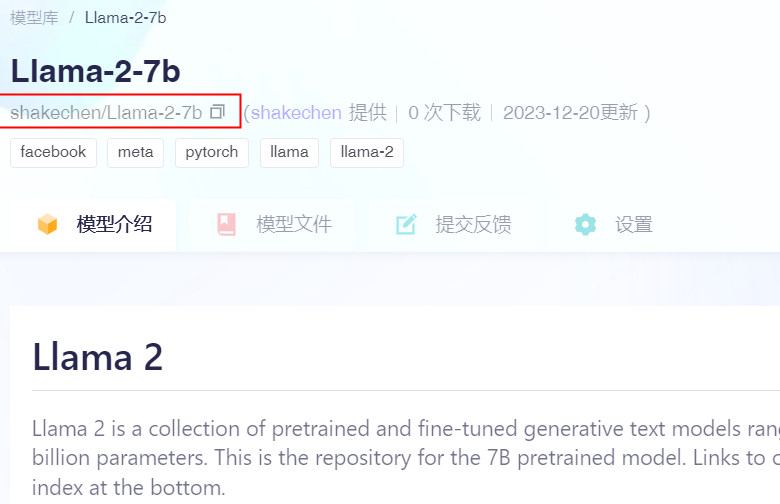 模型库 / Llama-2-7b
Llama-2-7b
shakechen/Llama-2-7b (shakechen 提供 | 0 次下载 | 2023-12-20更新 )
facebook meta pytorch llama llama-2
模型介绍 模型文件 提交反馈 设置
Llama 2
Llama 2 is a collection of pretrained and fine-tuned generative text models
billion parameters. This is the repository for the 7B pretrained model. Links to
index at the bottom.